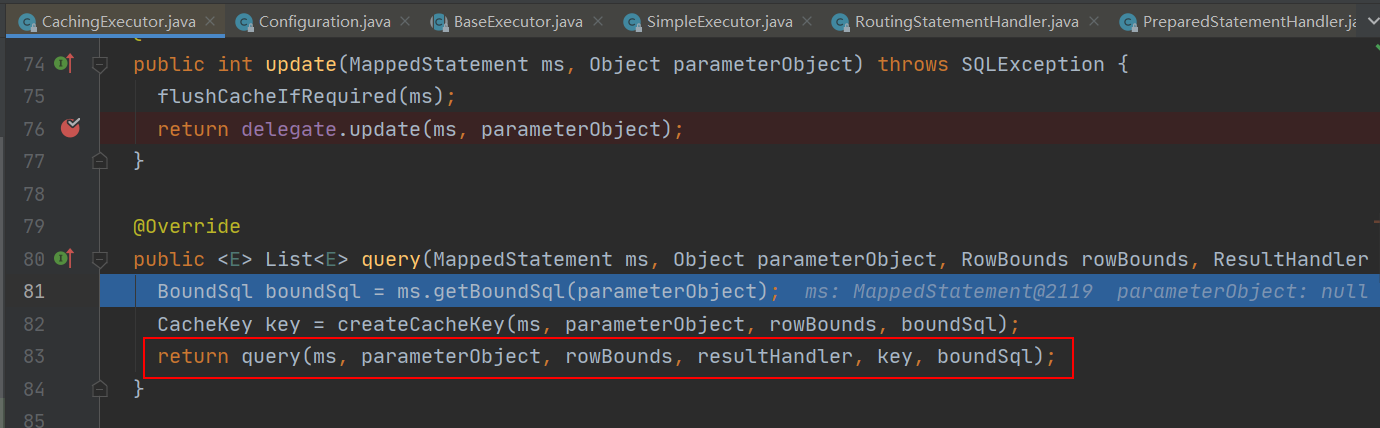 CachingExecutor.java Configuration.java BaseExecutor.java SimpleExecutor.java RoutingStatementHandler.java PreparedStatementHandler.ja
74 public int update(MappedStatement ms, Object parameterObject) throws SQLException {
75 flushCacheIfRequired(ms);
76 return delegate.update(ms, parameterObject);
77 }
78
79 @Override
80 public <E> List<E> query(MappedStatement ms, Object parameterObject, RowBounds rowBounds, ResultHandler
81 BoundSql boundSql = ms.getBoundSql(parameterObject); ms: MappedStatement@2119 parameterObject: null
82 CacheKey key = createCacheKey(ms, parameterObject, rowBounds, boundSql);
83 return query(ms, parameterObject, rowBounds, resultHandler, key, boundSql);
84 }
85